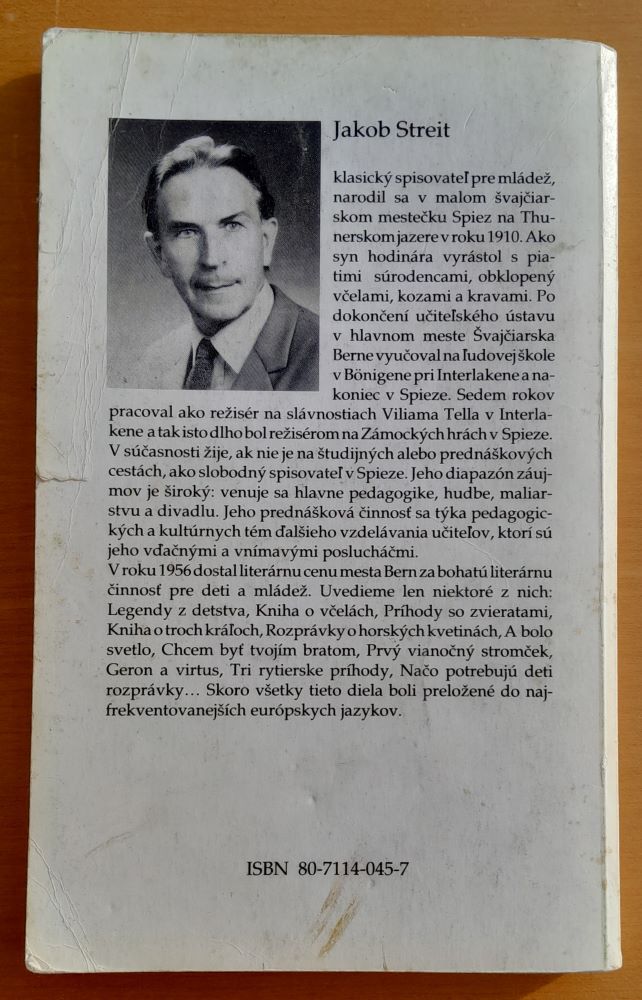 Jakob Streit
klasický spisovateľ pre mládež,
narodil sa v malom švajčiar-
skom mestečku Spiez na Thu-
nerskom jazere v roku 1910. Ako
syn hodinára vyrástol s pia-
timi súrodencami, obklopený
včelami, kozami a kravami. Po
dokončení učiteľského ústavu
v hlavnom meste Švajčiarska
Berne vyučoval na ľudovej škole
v Bönigene pri Interlakene a na-
koniec v Spieze. Sedem rokov
pracoval ako režisér na slávnostiach Viliama Tella v Interla-
kene a tak isto dlho bol režisérom na Zámockých hrách v Spieze.
V súčasnosti žije, ak nie je na študijných alebo prednáškových
cestách, ako slobodný spisovateľ v Spieze. Jeho diapazón záuj-
mov je široký: venuje sa hlavne pedagogike, hudbe, maliar-
stvu a divadlu. Jeho prednášková činnosť sa týka pedagogic-
kých a kultúrnych tém ďalšieho vzdelávania učiteľov, ktorí sú
jeho vďačnými a vnímavými poslucháčmi.
V roku 1956 dostal literárnu cenu mesta Bern za bohatú literárnu
činnosť pre deti a mládež. Uvedieme len niektoré z nich:
Legendy z detstva, Kniha o včelách, Príhody so zvieratami,
Kniha o troch kráľoch, Rozprávky o horských kvetinách, A bolo
svetlo, Chcem byť tvojím bratom, Prvý vianočný stromček,
Geron a virtus, Tri rytierske príhody, Načo potrebujú deti
rozprávky... Skoro všetky tieto diela boli preložené do naj-
frekventovanejších európskych jazykov.
ISBN 80-7114-045-7